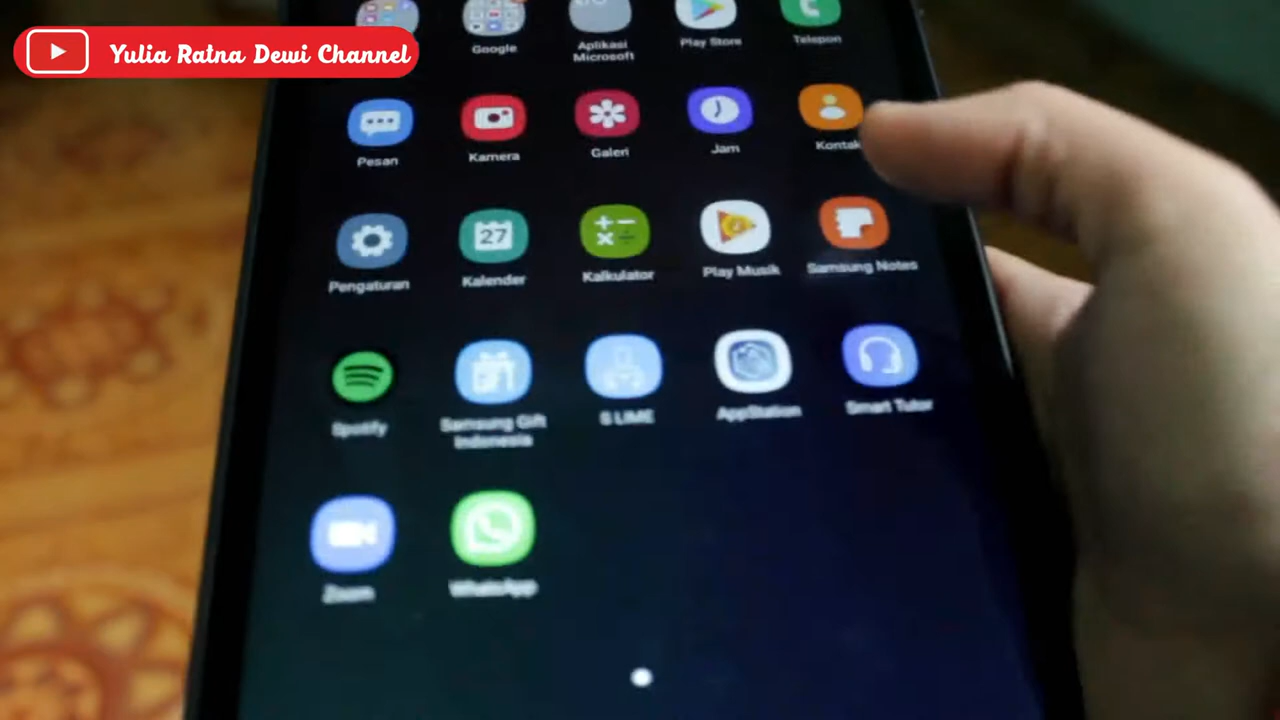 Yulia Ratna Dewi Channel
Google
Aplikasi
Microsoft
Play Store
Telepon
Pesan
Kamera
Galeri
Jam
Kontak
Pengaturan
27
Kalender
Kalkulator
Play Musik
Samsung Notes
Spotify
Samsung Gift
Indonesia
S LIME
AppStation
Smart Tutor
Zoom
WhatsApp